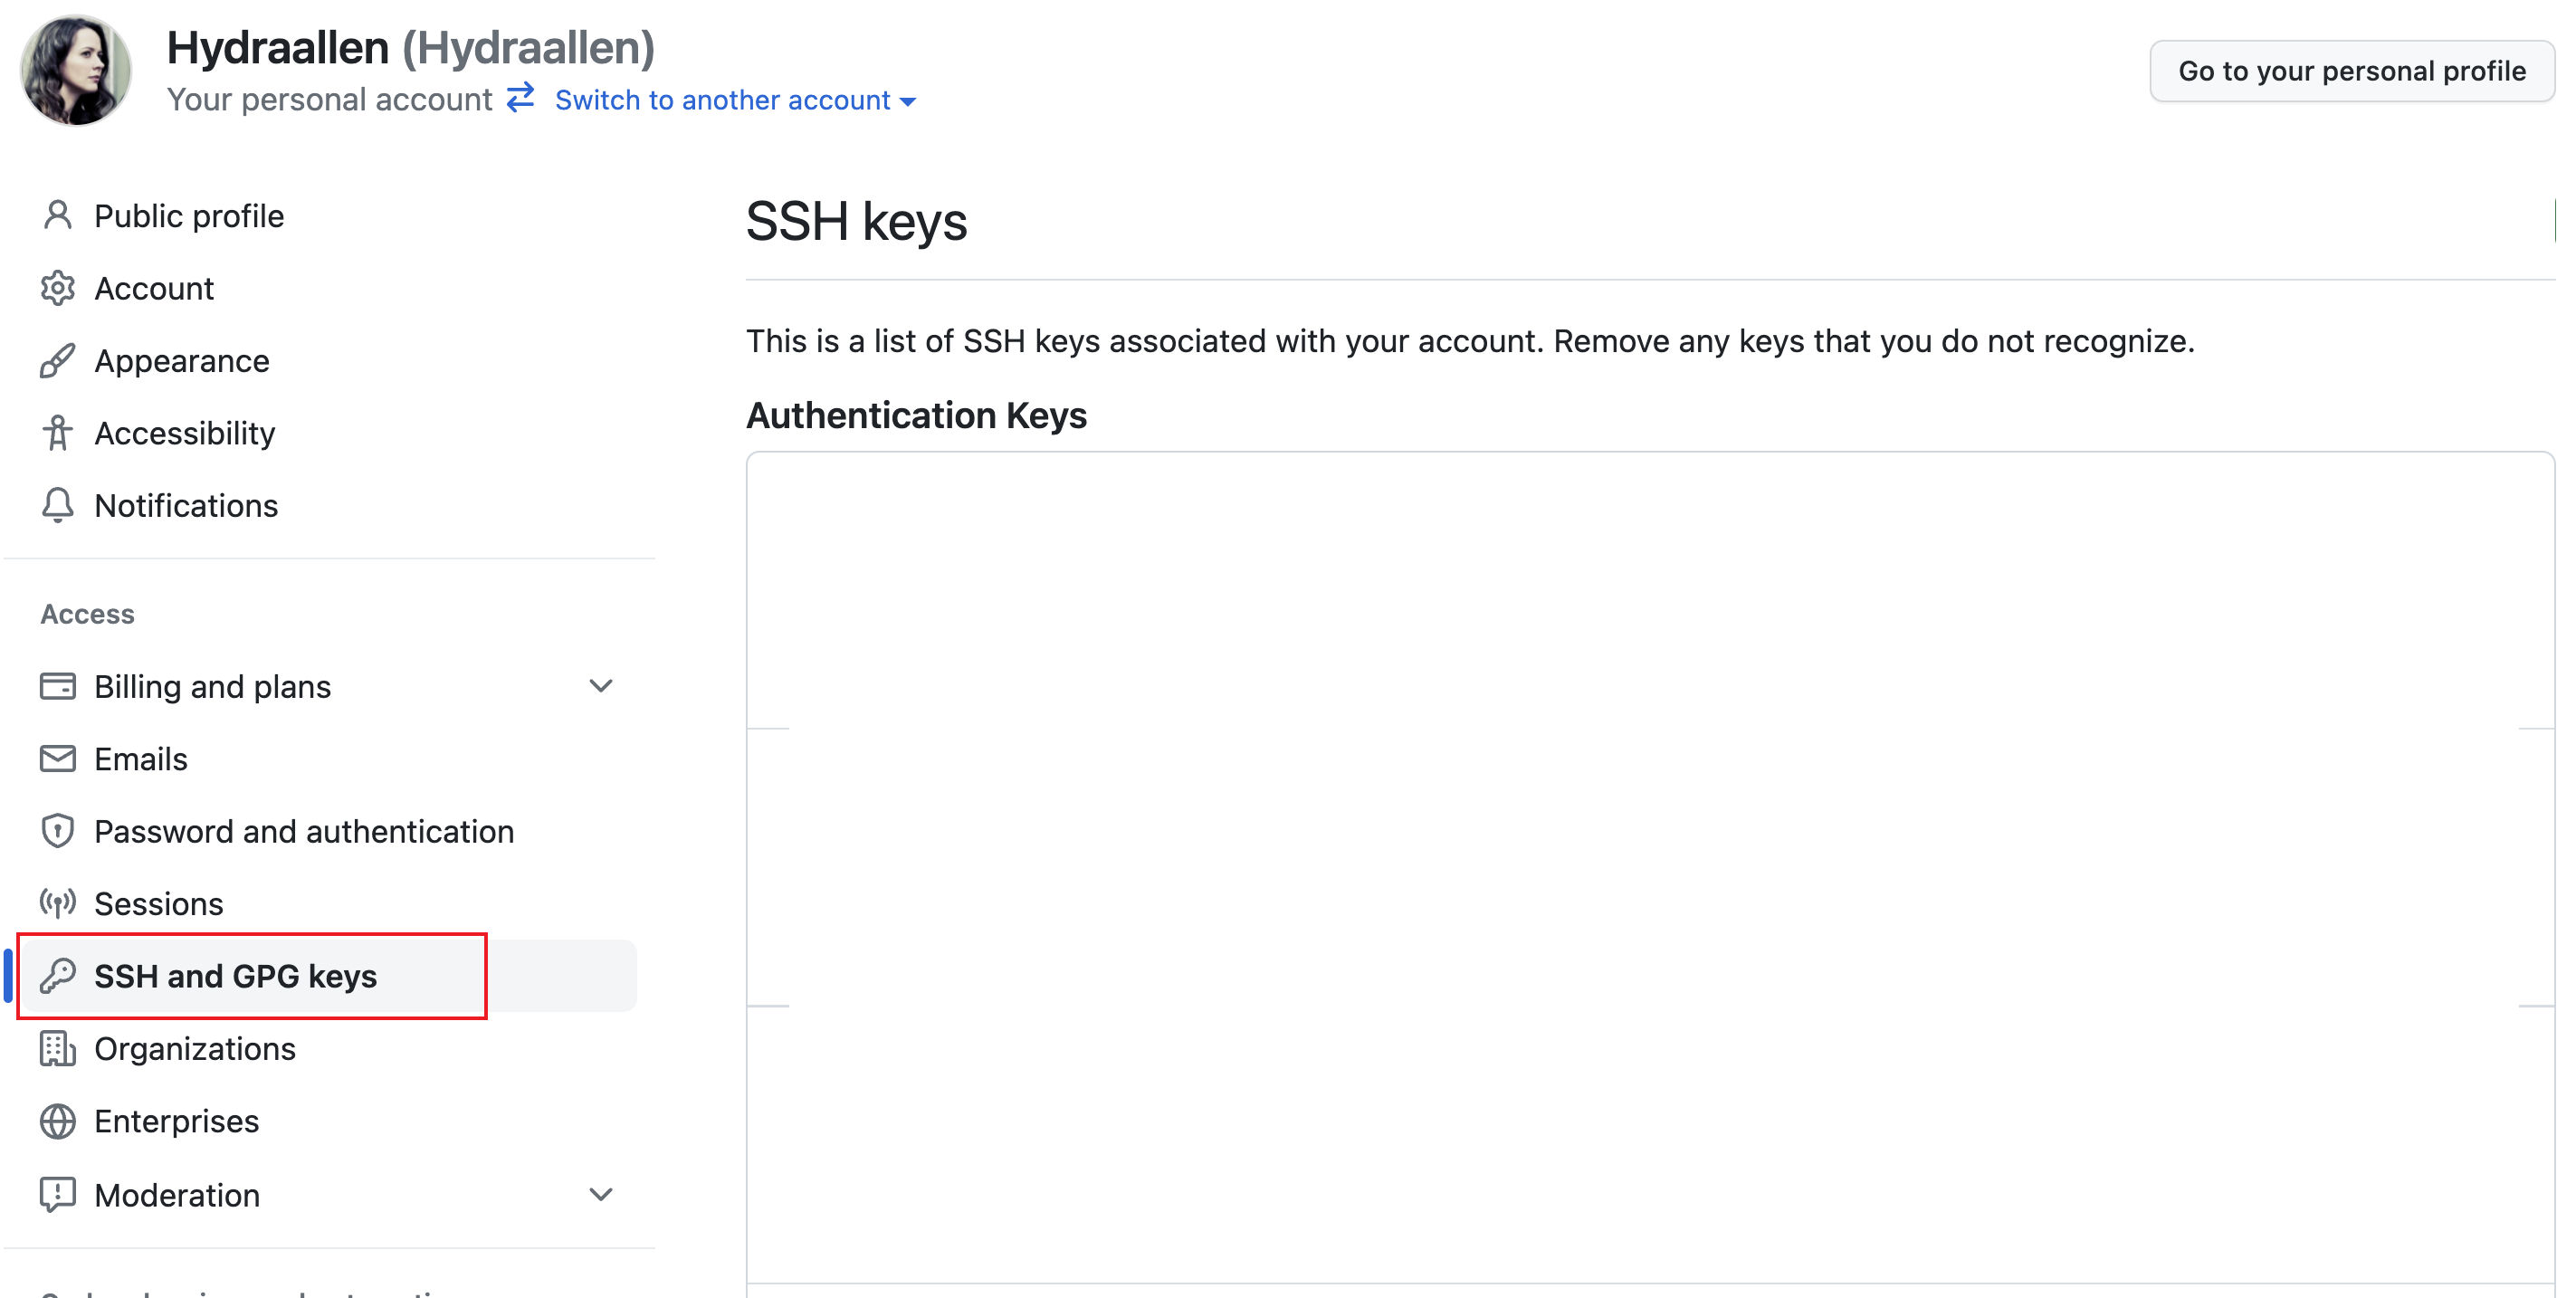 Hydraallen (Hydraallen)
Your personal account Switch to another account
Go to your personal profile
Public profile
Account
Appearance
Accessibility
Notifications
Access
Billing and plans
Emails
Password and authentication
Sessions
SSH and GPG keys
Organizations
Enterprises
Moderation
SSH keys
This is a list of SSH keys associated with your account. Remove any keys that you do not recognize.
Authentication Keys